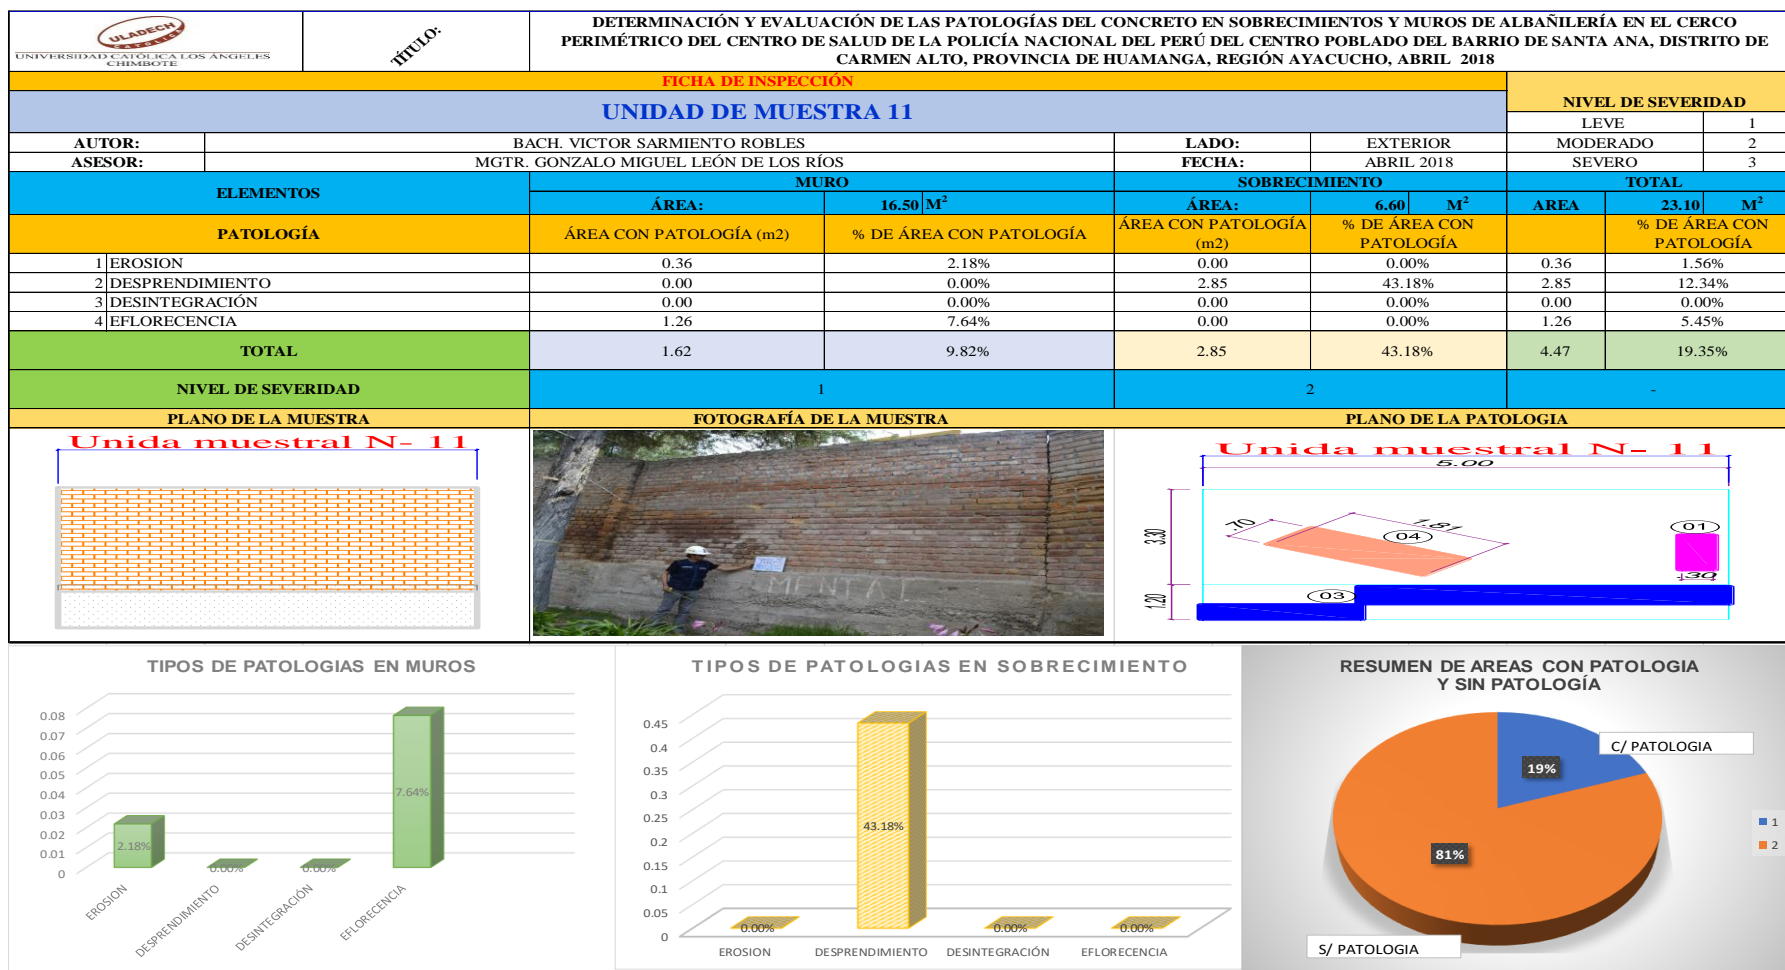 ULADECH
CATOLICA
UNIVERSIDAD CATÓLICA LOS ÁNGELES
CHIMBOTE
TÍTULO:
DETERMINACIÓN Y EVALUACIÓN DE LAS PATOLOGÍAS DEL CONCRETO EN SOBRECIMIENTOS Y MUROS DE ALBAÑILERÍA EN EL CERCO
PERIMÉTRICO DEL CENTRO DE SALUD DE LA POLICÍA NACIONAL DEL PERÚ DEL CENTRO POBLADO DEL BARRIO DE SANTA ANA, DISTRITO DE
CARMEN ALTO, PROVINCIA DE HUAMANGA, REGIÓN AYACUCHO, ABRIL 2018
FICHA DE INSPECCIÓN
UNIDAD DE MUESTRA 11
NIVEL DE SEVERIDAD
LEVE 1
AUTOR: BACH. VICTOR SARMIENTO ROBLES LADO: EXTERIOR MODERADO 2
ASESOR: MGTR. GONZALO MIGUEL LEÓN DE LOS RÍOS FECHA: ABRIL 2018 SEVERO 3
ELEMENTOS MURO SOBRECIMIENTO TOTAL
ÁREA: 16.50 M² ÁREA: 6.60 M² AREA 23.10 M²
PATOLOGÍA ÁREA CON PATOLOGÍA (m2) % DE ÁREA CON PATOLOGÍA ÁREA CON PATOLOGÍA (m2) % DE ÁREA CON PATOLOGÍA % DE ÁREA CON PATOLOGÍA
1 EROSION 0.36 2.18% 0.00 0.00% 0.36 1.56%
2 DESPRENDIMIENTO 0.00 0.00% 2.85 43.18% 2.85 12.34%
3 DESINTEGRACIÓN 0.00 0.00% 0.00 0.00% 0.00 0.00%
4 EFLORECENCIA 1.26 7.64% 0.00 0.00% 1.26 5.45%
TOTAL 1.62 9.82% 2.85 43.18% 4.47 19.35%
NIVEL DE SEVERIDAD 1 2 -
PLANO DE LA MUESTRA FOTOGRAFÍA DE LA MUESTRA PLANO DE LA PATOLOGIA
Unida muestral N- 11
MENTAL
Unida muestral N- 11
5.00
3.30
1.20
.70
1.81
04
01
.30
03
TIPOS DE PATOLOGIAS EN MUROS
0.08
0.07
0.06
0.05
0.04
0.03
0.02
0.01
0
2.18%
0.00%
0.00%
7.64%
EROSION
DESPRENDIMIENTO
DESINTEGRACIÓN
EFLORECENCIA
TIPOS DE PATOLOGIAS EN SOBRECIMIENTO
0.45
0.4
0.35
0.3
0.25
0.2
0.15
0.1
0.05
0
0.00%
43.18%
0.00%
0.00%
EROSION DESPRENDIMIENTO DESINTEGRACIÓN EFLORECENCIA
RESUMEN DE AREAS CON PATOLOGIA
Y SIN PATOLOGÍA
C/ PATOLOGIA
19%
81%
S/ PATOLOGIA
1
2